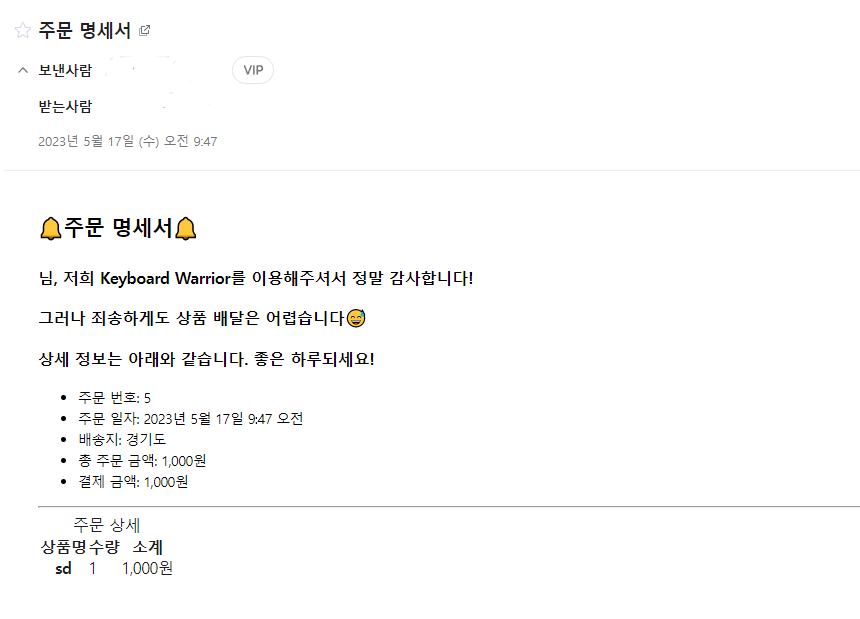 주문 명세서
보낸사람 VIP
받는사람
2023년 5월 17일 (수) 오전 9:47
🔔주문 명세서🔔
님, 저희 Keyboard Warrior를 이용해주셔서 정말 감사합니다!
그러나 죄송하게도 상품 배달은 어렵습니다😅
상세 정보는 아래와 같습니다. 좋은 하루되세요!
주문 번호: 5
주문 일자: 2023년 5월 17일 9:47 오전
배송지: 경기도
총 주문 금액: 1,000원
결제 금액: 1,000원
주문 상세
상품명 수량 소계
sd 1 1,000원